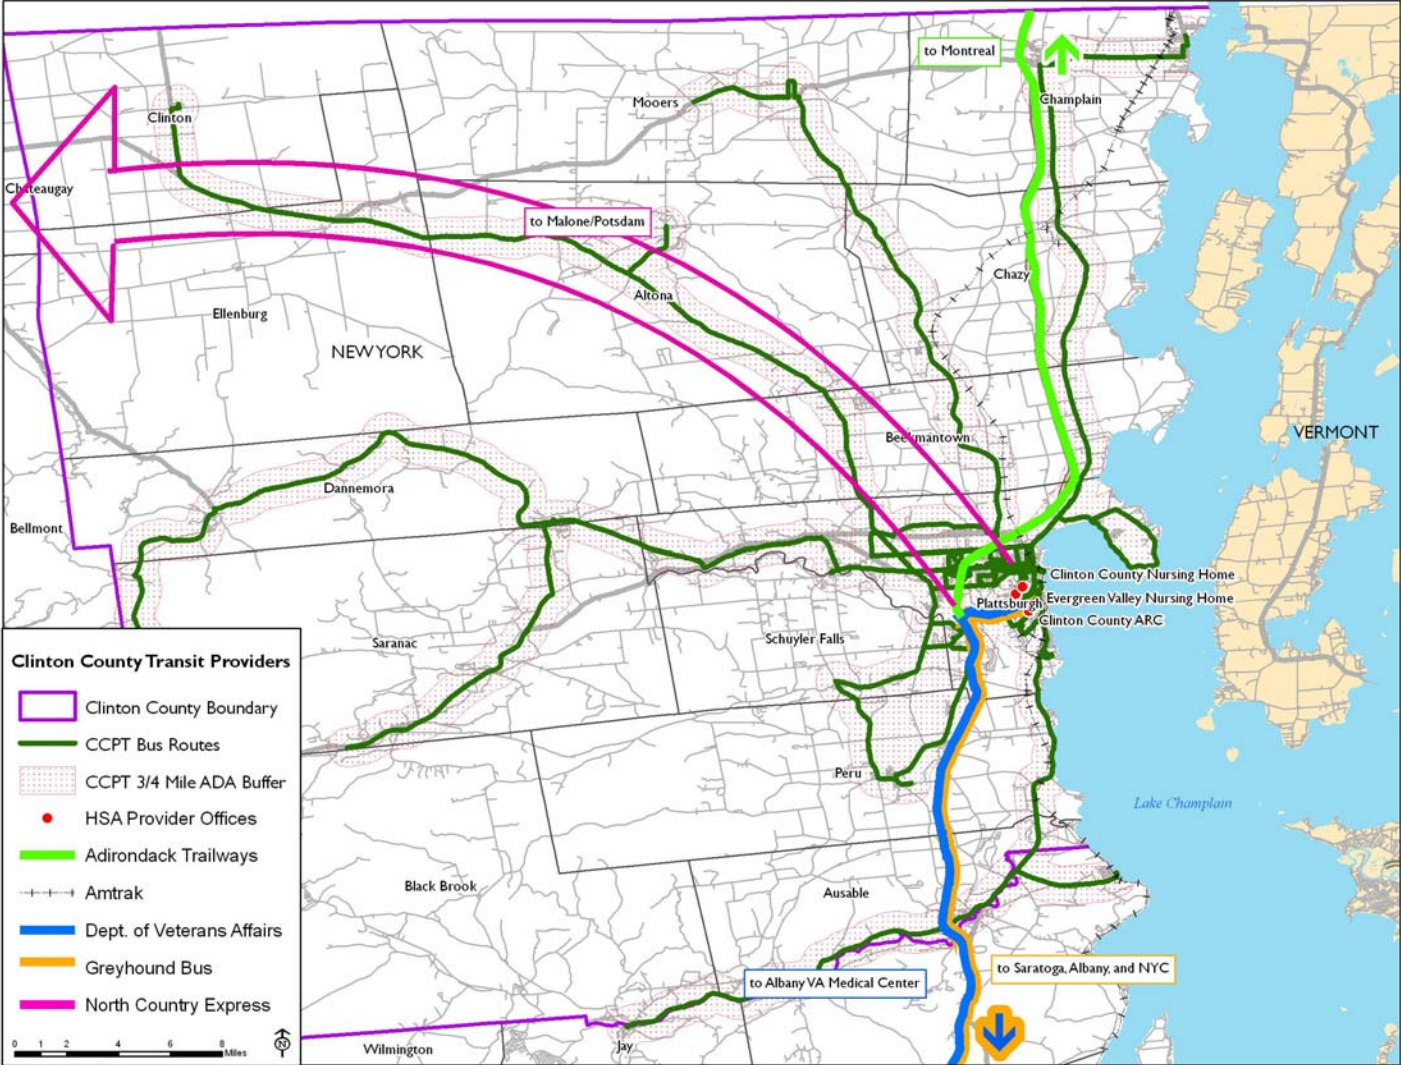 to Montreal
Mooers
Champlain
Clinton
Chateaugay
to Malone/Potsdam
Chazy
Altona
Ellenburg
NEW YORK
VERMONT
Beekmantown
Dannemora
Bellmont
Clinton County Nursing Home
Plattsburgh
Evergreen Valley Nursing Home
Clinton County ARC
Schuyler Falls
Saranac
Clinton County Transit Providers
Clinton County Boundary
CCPT Bus Routes
CCPT 3/4 Mile ADA Buffer
HSA Provider Offices
Adirondack Trailways
Amtrak
Dept. of Veterans Affairs
Greyhound Bus
North Country Express
0 1 2 4 6 8 Miles
N
Peru
Lake Champlain
Black Brook
Ausable
to Saratoga, Albany, and NYC
to Albany VA Medical Center
Wilmington
Jay